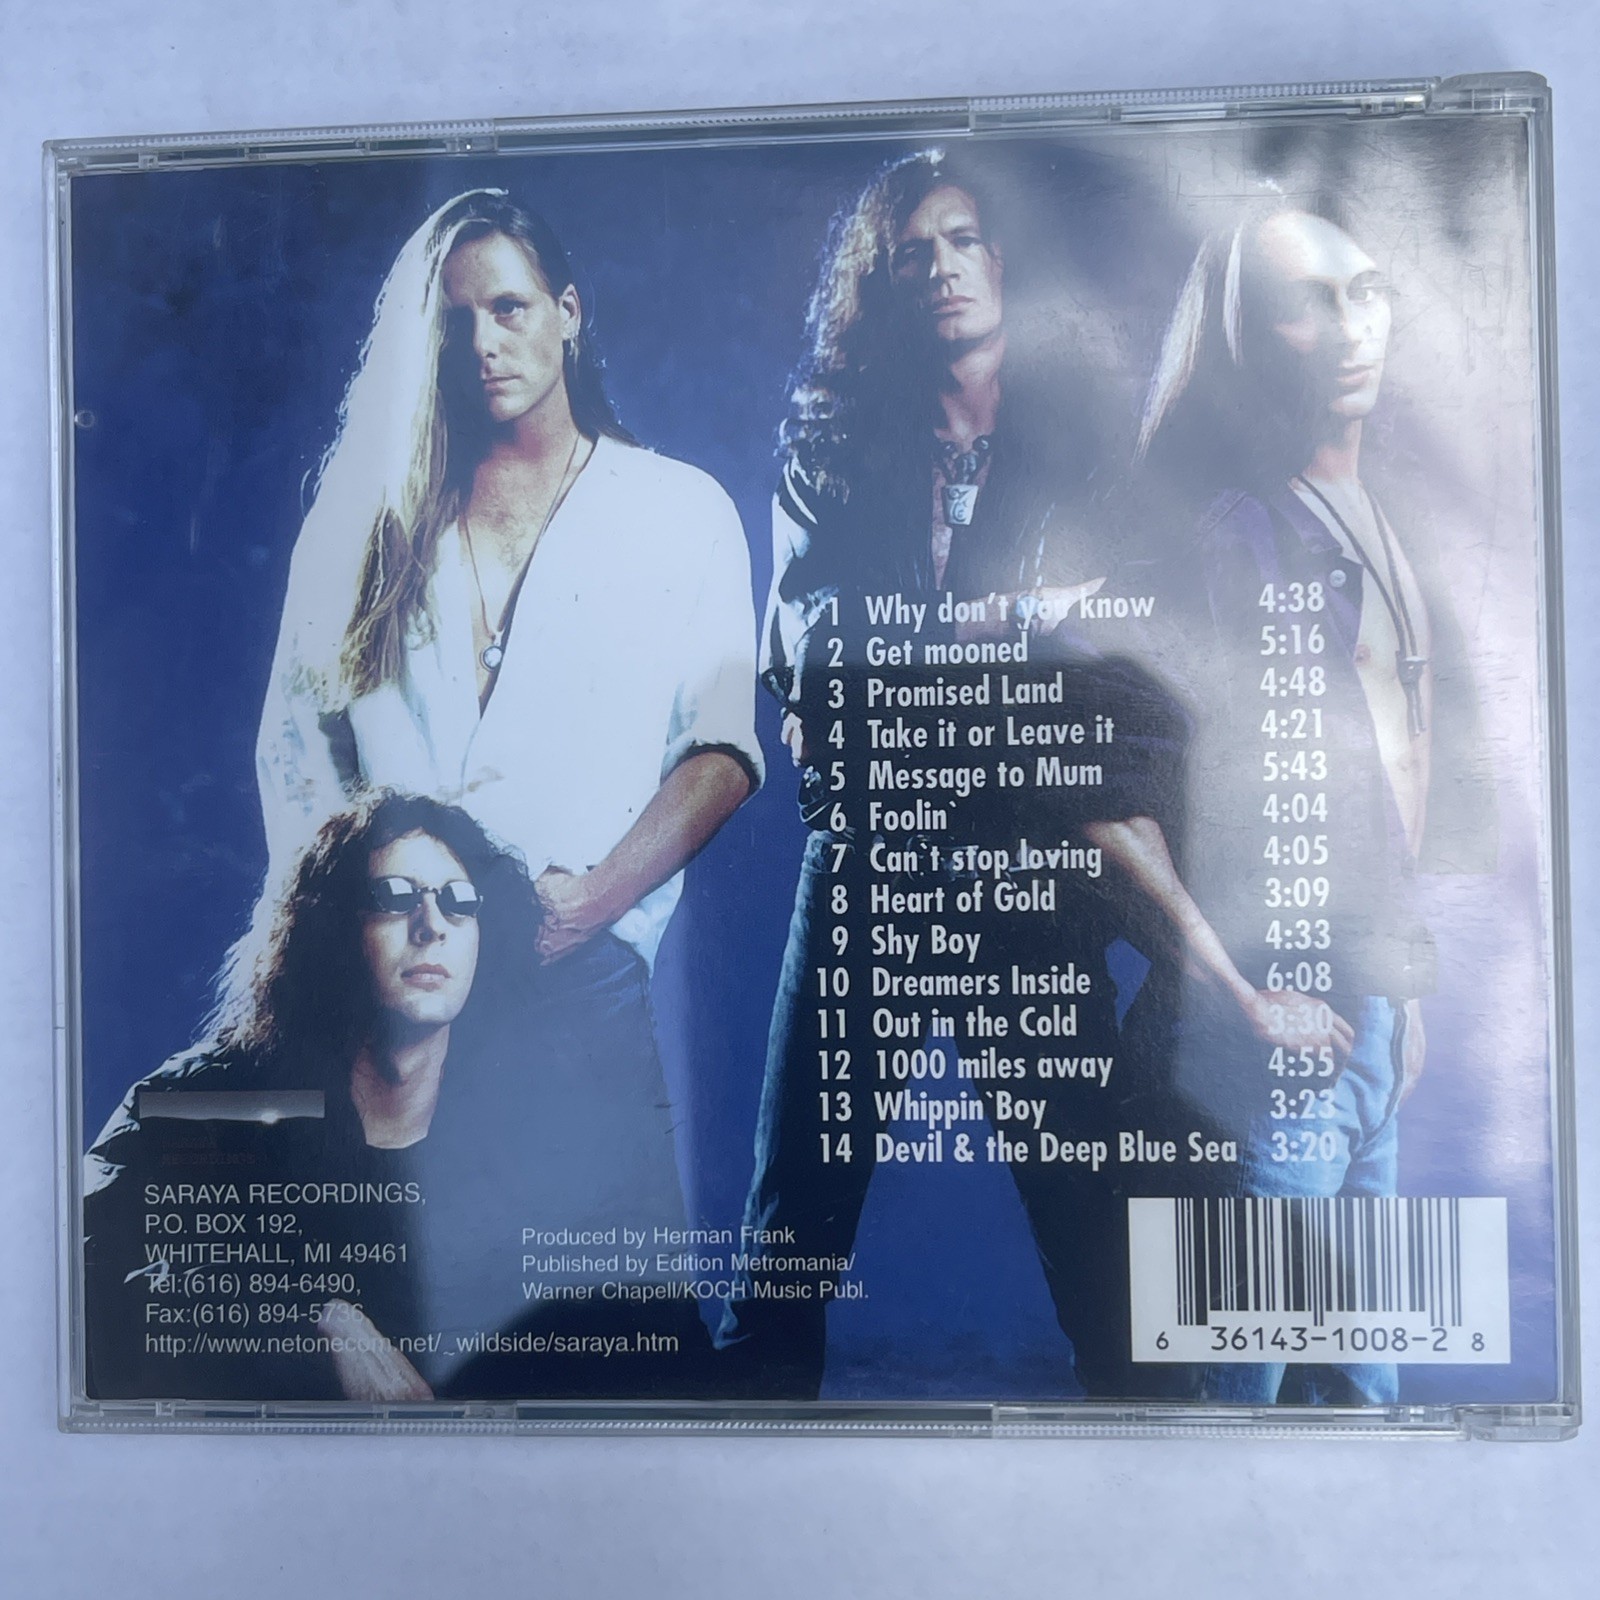 1 Why don't you know 4:38
2 Get mooned 5:16
3 Promised Land 4:48
4 Take it or Leave it 4:21
5 Message to Mum 5:43
6 Foolin` 4:04
7 Can`t stop loving 4:05
8 Heart of Gold 3:09
9 Shy Boy 4:33
10 Dreamers Inside 6:08
11 Out in the Cold 3:30
12 1000 miles away 4:55
13 Whippin`Boy 3:23
14 Devil & the Deep Blue Sea 3:20
SARAYA RECORDINGS,
P.O. BOX 192,
WHITEHALL, MI 49461
Tel:(616) 894-6490,
Fax:(616) 894-5736
http://www.netonecom.net/_wildside/saraya.htm
Produced by Herman Frank
Published by Edition Metromania/
Warner Chapell/KOCH Music Publ.
6 36143-1008-2 8